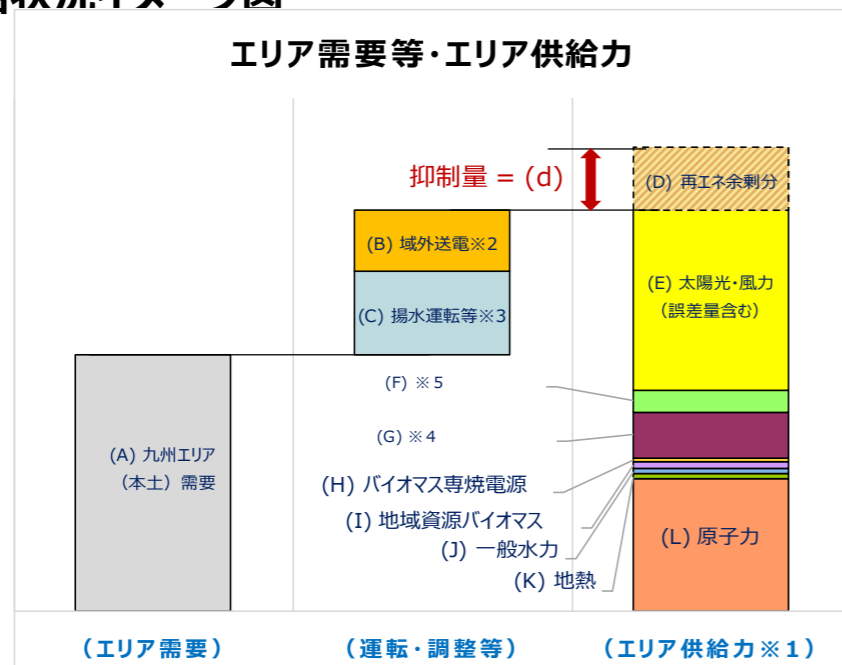 エリア需要等・エリア供給力
抑制量 = (d)
(D) 再エネ余剰分
(B) 域外送電※2
(E) 太陽光・風力
（誤差量含む）
(C) 揚水運転等※3
(F) ※5
(G) ※4
(A) 九州エリア
（本土）需要
(H) バイオマス専焼電源
(I) 地域資源バイオマス
(J) 一般水力
(K) 地熱
(L) 原子力
（エリア需要）
（運転・調整等）
（エリア供給力※1）